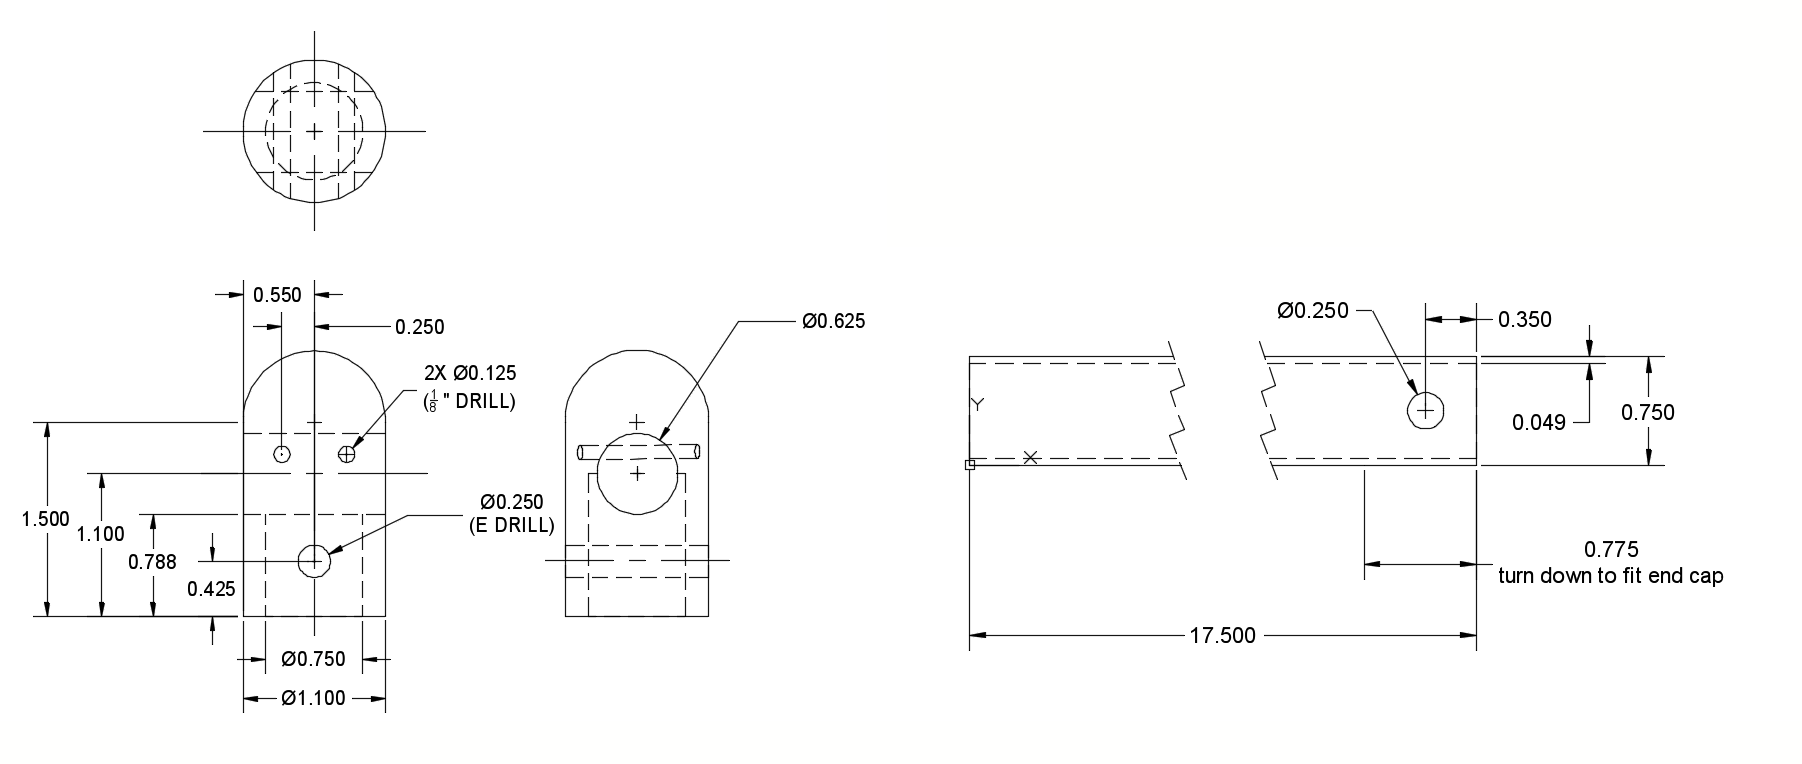 0.550
0.250
2X Ø0.125
(1/8" DRILL)
Ø0.625
Ø0.250
(E DRILL)
1.500
1.100
0.788
0.425
Ø0.750
Ø1.100
Ø0.250
0.350
0.049
0.750
Y
X
0.775
turn down to fit end cap
17.500